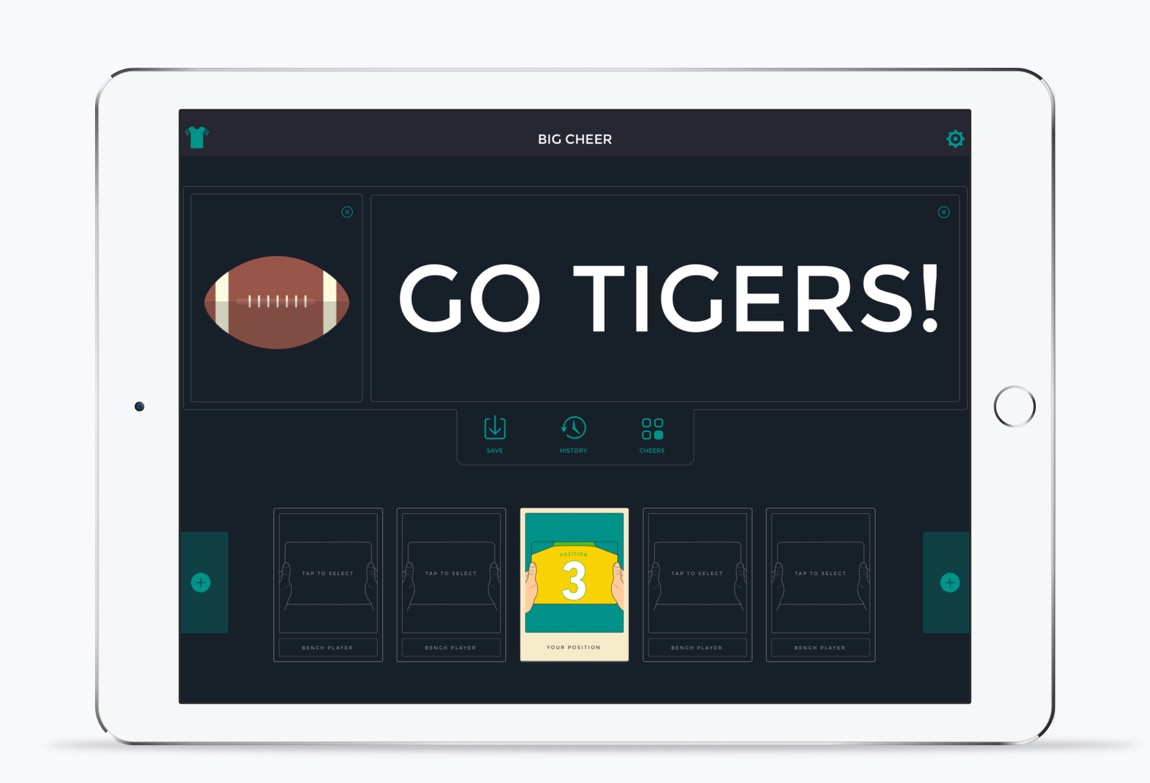 BIG CHEER
GO TIGERS!
SAVE
HISTORY
CHEERS
TAP TO SELECT
BENCH PLAYER
TAP TO SELECT
BENCH PLAYER
POSITION
3
YOUR POSITION
TAP TO SELECT
BENCH PLAYER
TAP TO SELECT
BENCH PLAYER